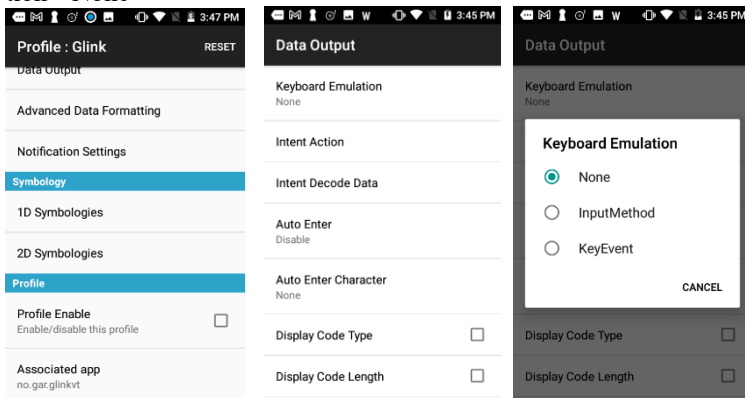 3:47 PM
Profile : Glink
RESET
Data Output
Advanced Data Formatting
Notification Settings
Symbology
1D Symbologies
2D Symbologies
Profile
Profile Enable
Enable/disable this profile
Associated app
no.gar.glinkvt
W
3:45 PM
Data Output
Keyboard Emulation
None
Intent Action
Intent Decode Data
Auto Enter
Disable
Auto Enter Character
None
Display Code Type
Display Code Length
W
3:45 PM
Data Output
Keyboard Emulation
None
Keyboard Emulation
None
InputMethod
KeyEvent
CANCEL
Display Code Type
Display Code Length